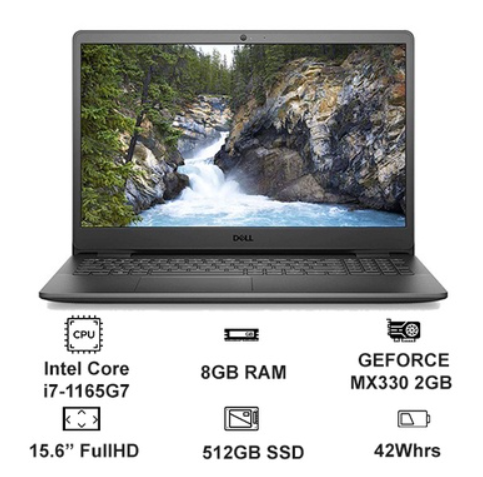 DELL
CPU
Intel Core
i7-1165G7
8GB RAM
GEFORCE
MX330 2GB
15.6” FullHD
512GB SSD
42Whrs